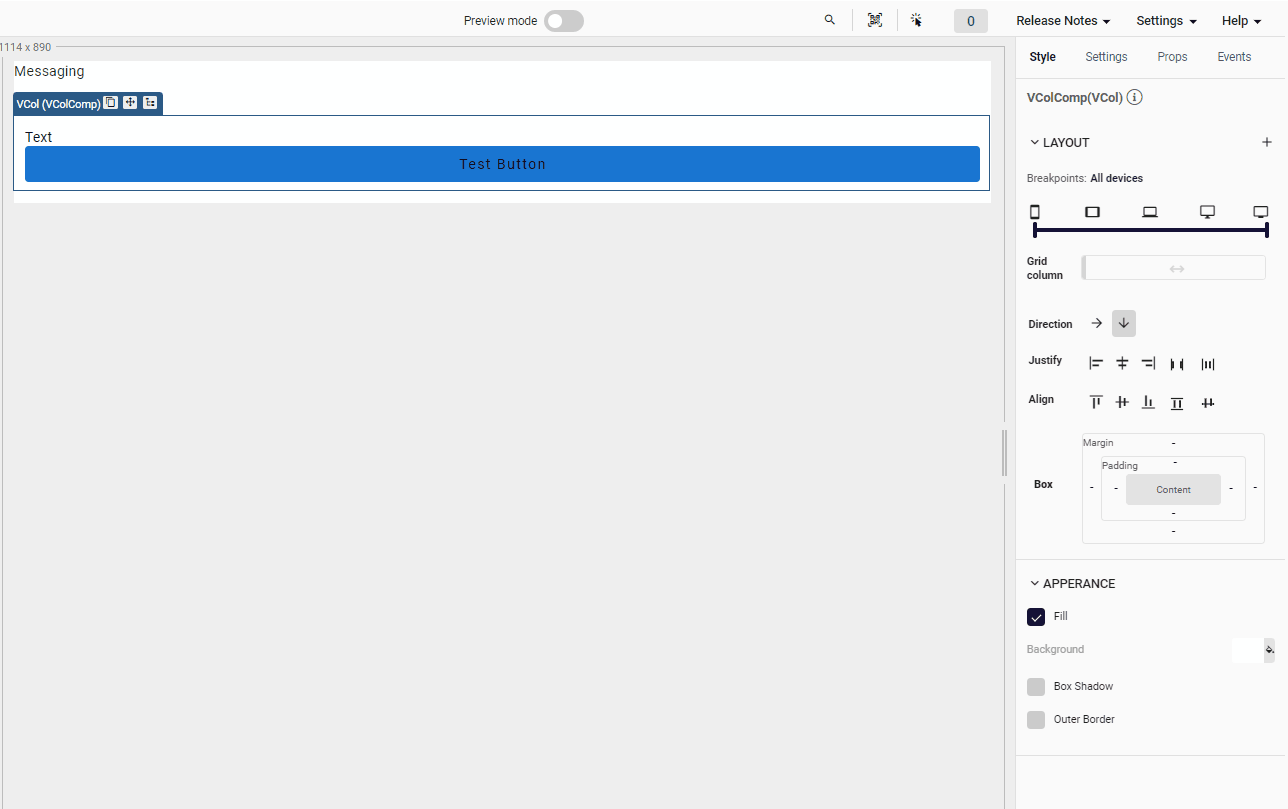 Preview mode
0
Release Notes
Settings
Help
1114 x 890
Messaging
VCol (VColComp)
Text
Test Button
Style
Settings
Props
Events
VColComp(VCol)
LAYOUT
Breakpoints: All devices
Grid
column
Direction
Justify
Align
Margin
-
Padding
-
Box
- - Content - -
-
-
APPERANCE
Fill
Background
Box Shadow
Outer Border